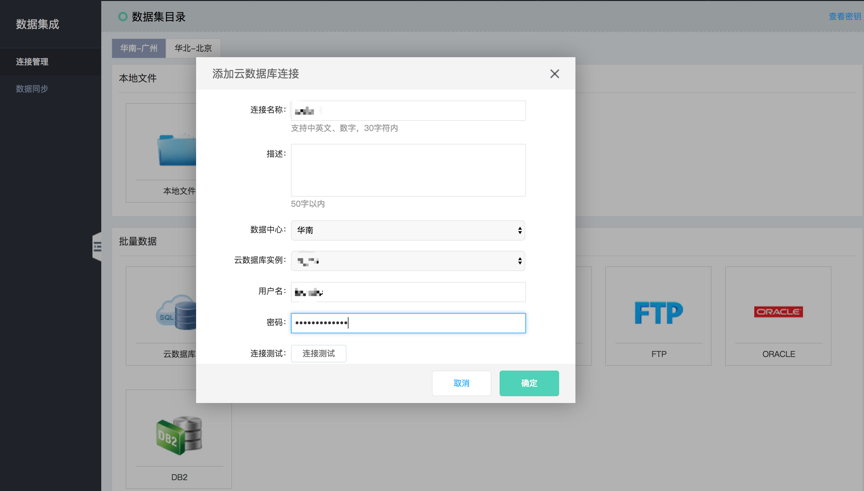 数据集成
连接管理
数据同步
数据集目录
查看密钥
华南-广州
华北-北京
本地文件
本地文件
批量数据
SQL
云数据库
FTP
FTP
ORACLE
ORACLE
DB2
DB2
添加云数据库连接
连接名称:
支持中英文、数字，30字符内
描述:
50字以内
数据中心:
华南
云数据库实例:
用户名:
密码:
•••••••••••••
连接测试:
连接测试
取消
确定